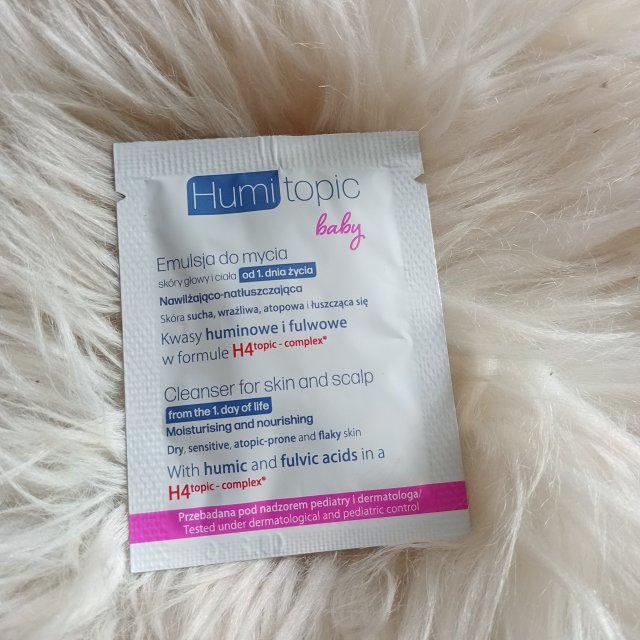 Humitopic
baby
Emulsja do mycia
skóry głowy i ciała od 1. dnia życia
Nawilżająco-natłuszczająca
Skóra sucha, wrażliwa, atopowa i łuszcząca się
Kwasy huminowe i fulwowe
w formule H4topic - complex®
Cleanser for skin and scalp
from the 1. day of life
Moisturising and nourishing
Dry, sensitive, atopic-prone and flaky skin
With humic and fulvic acids in a
H4topic - complex®
Przebadana pod nadzorem pediatry i dermatologa/
Tested under dermatological and pediatric control